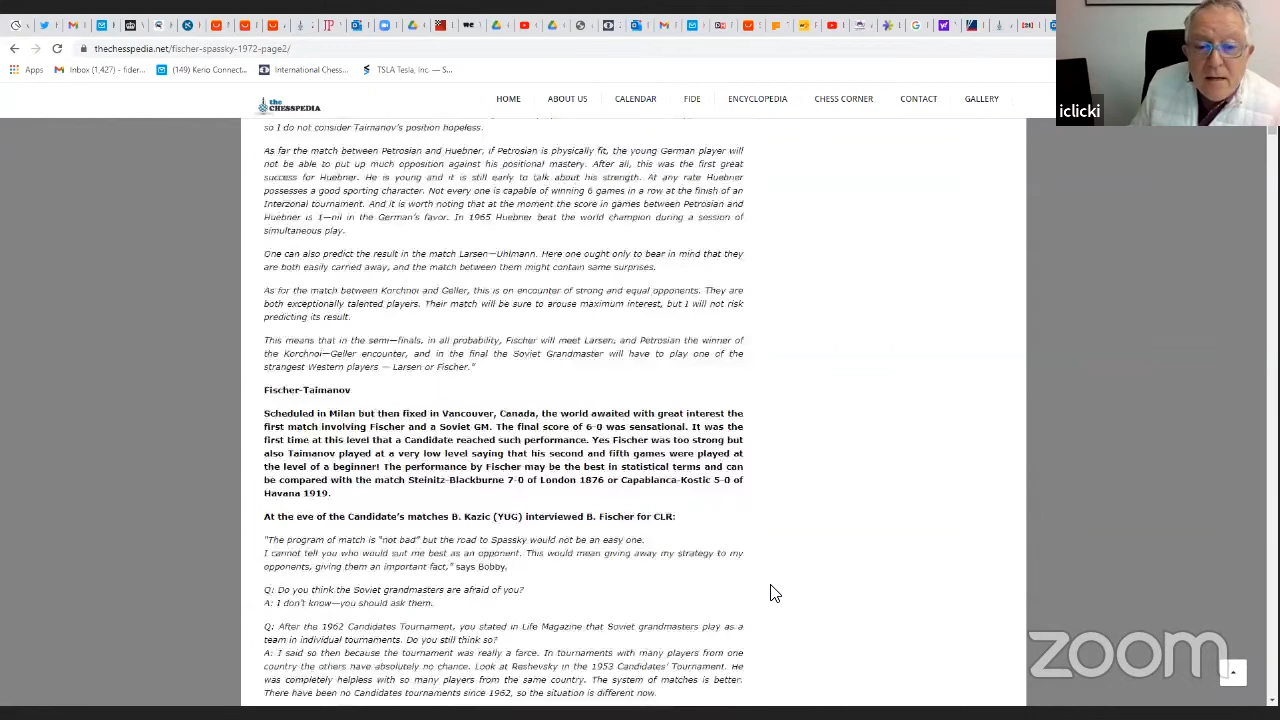 thechesspedia.net/fischer-spassky-1972-page2/
Apps
Inbox (1,427) - fider...
(149) Keno Connect...
International Chess...
TSLA Tesla, Inc. — S...
the CHESSPEDIA
HOME
ABOUT US
CALENDAR
FIDE
ENCYCLOPEDIA
CHESS CORNER
CONTACT
GALLERY
iclicki
so I do not consider Taimanov's position hopeless.
As far the match between Petrosian and Huebner, if Petrosian is physically fit, the young German player will
not be able to put up much opposition against his positional mastery. After all, this was the first great
success for Huebner. He is young and it is still early to talk about his strength. At any rate Huebner
possesses a good sporting character. Not every one is capable of winning 6 games in a row at the finish of an
Interzonal tournament. And it is worth noting that at the moment the score in games between Petrosian and
Huebner is 1—nil in the German's favor. In 1965 Huebner beat the world champion during a session of
simultaneous play.
One can also predict the result in the match Larsen—Uhlmann. Here one ought only to bear in mind that they
are both easily carried away, and the match between them might contain same surprises.
As for the match between Korchnoi and Geller, this is on encounter of strong and equal opponents. They are
both exceptionally talented players. Their match will be sure to arouse maximum interest, but I will not risk
predicting its result.
This means that in the semi—finals, in all probability, Fischer will meet Larsen, and Petrosian the winner of
the Korchnoi—Geller encounter, and in the final the Soviet Grandmaster will have to play one of the
strangest Western players — Larsen or Fischer."
Fischer-Taimanov
Scheduled in Milan but then fixed in Vancouver, Canada, the world awaited with great interest the
first match involving Fischer and a Soviet GM. The final score of 6-0 was sensational. It was the
first time at this level that a Candidate reached such performance. Yes Fischer was too strong but
also Taimanov played at a very low level saying that his second and fifth games were played at
the level of a beginner! The performance by Fischer may be the best in statistical terms and can
be compared with the match Steinitz-Blackburne 7-0 of London 1876 or Capablanca-Kostic 5-0 of
Havana 1919.
At the eve of the Candidate's matches B. Kazic (YUG) interviewed B. Fischer for CLR:
"The program of match is "not bad" but the road to Spassky would not be an easy one.
I cannot tell you who would suit me best as an opponent. This would mean giving away my strategy to my
opponents, giving them an important fact," says Bobby.
Q: Do you think the Soviet grandmasters are afraid of you?
A: I don't know—you should ask them.
Q: After the 1962 Candidates Tournament, you stated in Life Magazine that Soviet grandmasters play as a
team in individual tournaments. Do you still think so?
A: I said so then because the tournament was really a farce. In tournaments with many players from one
country the others have absolutely no chance. Look at Reshevsky in the 1953 Candidates' Tournament. He
was completely helpless with so many players from the same country. The system of matches is better.
There have been no Candidates tournaments since 1962, so the situation is different now.
zoom